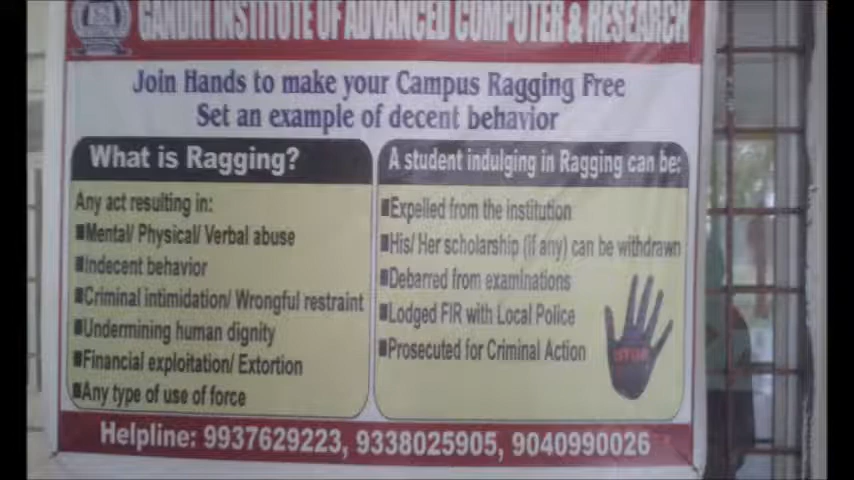 GANDHI INSTITUTE OF ADVANCED COMPUTER & RESEARCH
Join Hands to make your Campus Ragging Free
Set an example of decent behavior
What is Ragging?
Any act resulting in:
Mental/ Physical/ Verbal abuse
Indecent behavior
Criminal intimidation/ Wrongful restraint
Undermining human dignity
Financial exploitation/ Extortion
Any type of use of force
A student indulging in Ragging can be:
Expelled from the institution
His/ Her scholarship (if any) can be withdrawn
Debarred from examinations
Lodged FIR with Local Police
Prosecuted for Criminal Action
STOP
Helpline: 9937629223, 9338025905, 9040990026